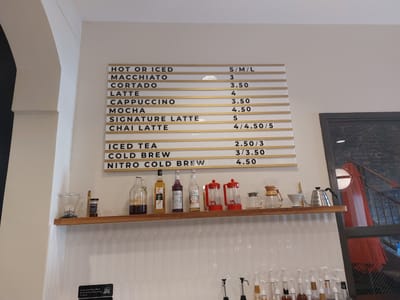 HOT OR ICED 5/M/L
MACCHIATO 3
CORTADO 3.50
LATTE 4
CAPPUCCINO 3.50
MOCHA 4.50
SIGNATURE LATTE 5
CHAI LATTE 4/4.50/5
ICED TEA 2.50/3
COLD BREW 3/3.50
NITRO COLD BREW 4.50